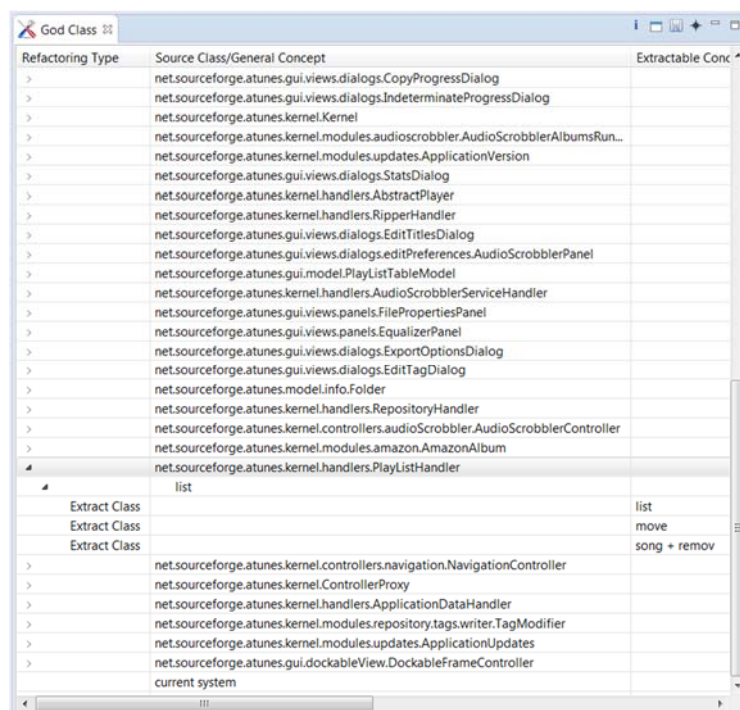 God Class
Refactoring Type Source Class/General Concept Extractable Conc
net.sourceforge.atunes.gui.views.dialogs.CopyProgressDialog
net.sourceforge.atunes.gui.views.dialogs.IndeterminateProgressDialog
net.sourceforge.atunes.kernel.Kernel
net.sourceforge.atunes.kernel.modules.audioscrobbler.AudioScrobblerAlbumsRun...
net.sourceforge.atunes.kernel.modules.updates.ApplicationVersion
net.sourceforge.atunes.gui.views.dialogs.StatsDialog
net.sourceforge.atunes.kernel.handlers.AbstractPlayer
net.sourceforge.atunes.kernel.handlers.RipperHandler
net.sourceforge.atunes.gui.views.dialogs.EditTitlesDialog
net.sourceforge.atunes.gui.views.dialogs.editPreferences.AudioScrobblerPanel
net.sourceforge.atunes.gui.model.PlayListTableModel
net.sourceforge.atunes.kernel.handlers.AudioScrobblerServiceHandler
net.sourceforge.atunes.gui.views.panels.FilePropertiesPanel
net.sourceforge.atunes.gui.views.panels.EqualizerPanel
net.sourceforge.atunes.gui.views.dialogs.ExportOptionsDialog
net.sourceforge.atunes.gui.views.dialogs.EditTagDialog
net.sourceforge.atunes.model.info.Folder
net.sourceforge.atunes.kernel.handlers.RepositoryHandler
net.sourceforge.atunes.kernel.controllers.audioScrobbler.AudioScrobblerController
net.sourceforge.atunes.kernel.modules.amazon.AmazonAlbum
net.sourceforge.atunes.kernel.handlers.PlayListHandler
list
Extract Class list
Extract Class move
Extract Class song + remov
net.sourceforge.atunes.kernel.controllers.navigation.NavigationController
net.sourceforge.atunes.kernel.ControllerProxy
net.sourceforge.atunes.kernel.handlers.ApplicationDataHandler
net.sourceforge.atunes.kernel.modules.repository.tags.writer.TagModifier
net.sourceforge.atunes.kernel.modules.updates.ApplicationUpdates
net.sourceforge.atunes.gui.dockableView.DockableFrameController
current system